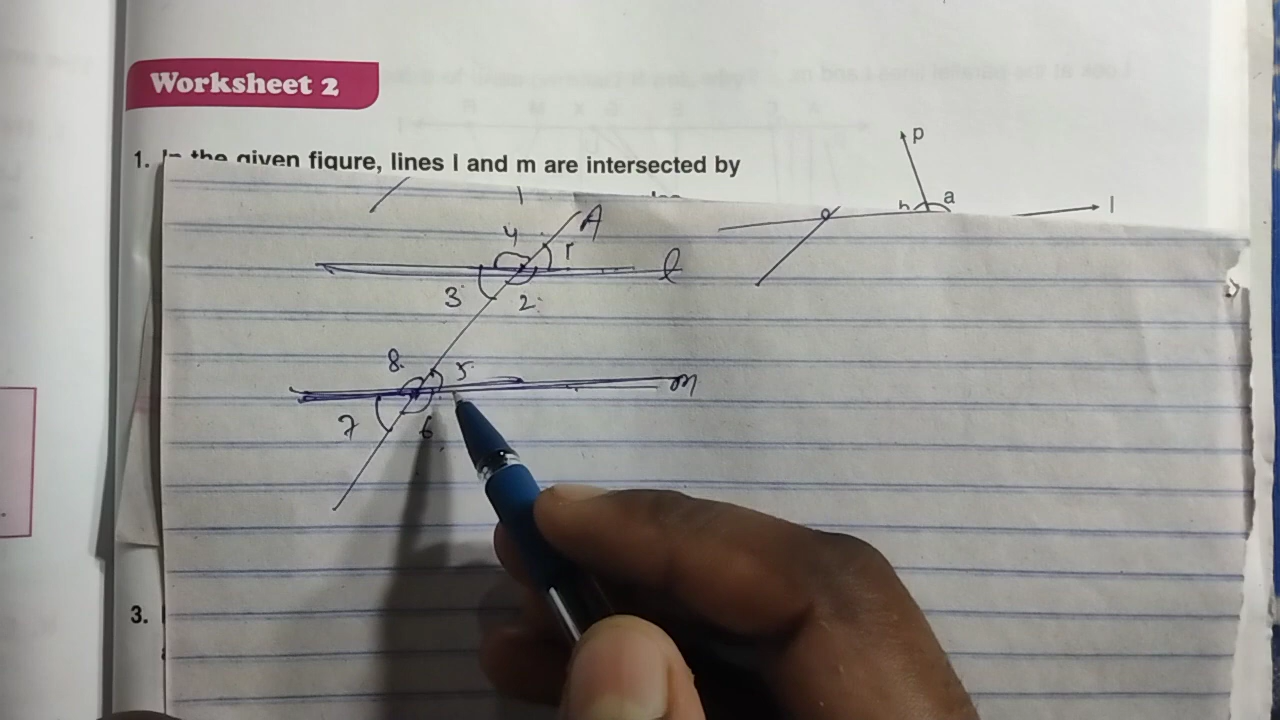 Worksheet 2
1. In the given figure, lines l and m are intersected by
p
a
l
A
4
1
l
3
2
8
5
m
7
6
3.